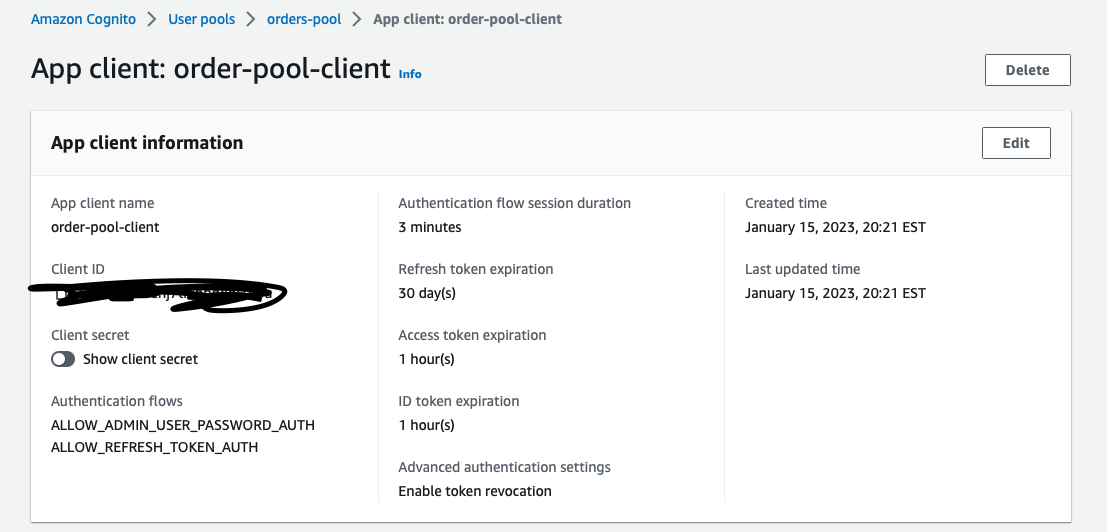 Amazon Cognito > User pools > orders-pool > App client: order-pool-client
App client: order-pool-client Info
Delete
App client information
Edit
App client name
order-pool-client
Client ID
Client secret
Show client secret
Authentication flows
ALLOW_ADMIN_USER_PASSWORD_AUTH
ALLOW_REFRESH_TOKEN_AUTH
Authentication flow session duration
3 minutes
Refresh token expiration
30 day(s)
Access token expiration
1 hour(s)
ID token expiration
1 hour(s)
Advanced authentication settings
Enable token revocation
Created time
January 15, 2023, 20:21 EST
Last updated time
January 15, 2023, 20:21 EST